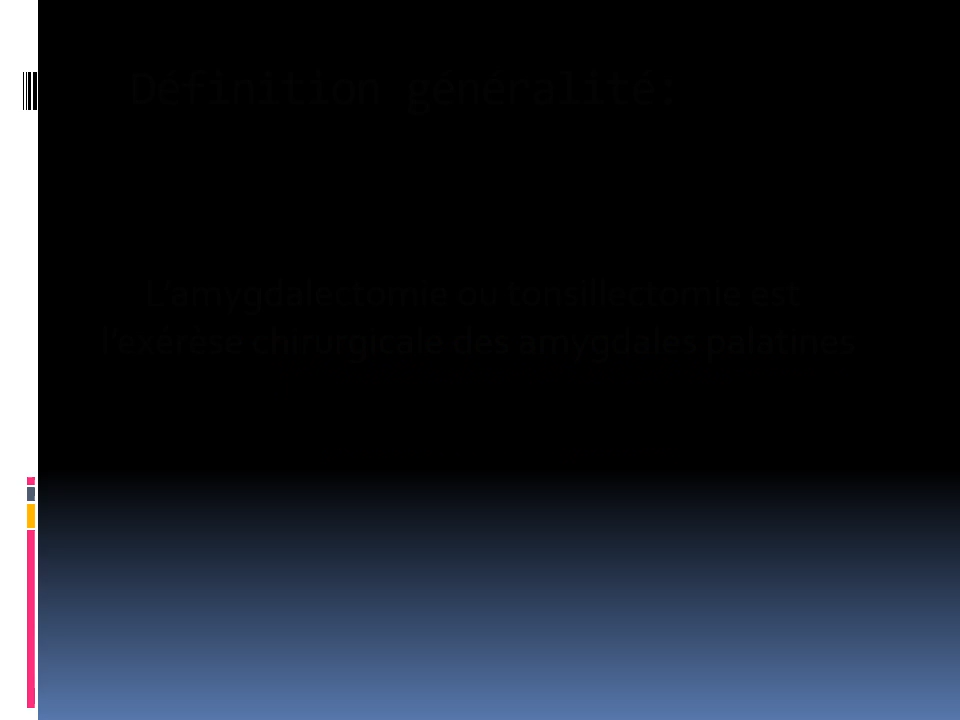 Définition généralité:
L'amygdalectomie ou tonsillectomie est
l'exérèse chirurgicale des amygdales palatines